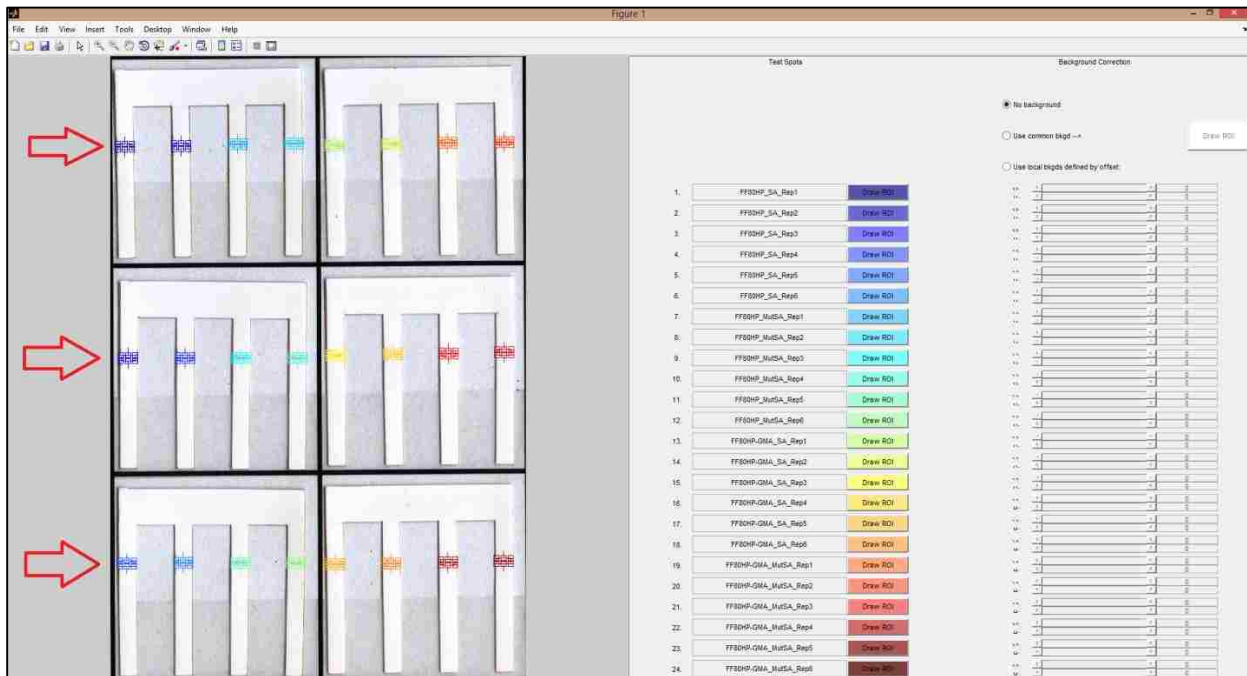 Figure 1
File Edit View Insert Tools Desktop Window Help
Test Spots
Background Correction
No background
Use common bkgd -->
Draw ROI
Use local bkgds defined by offset:
1. FF80HP_SA_Rep1 Draw ROI
2. FF80HP_SA_Rep2 Draw ROI
3. FF80HP_SA_Rep3 Draw ROI
4. FF80HP_SA_Rep4 Draw ROI
5. FF80HP_SA_Rep5 Draw ROI
6. FF80HP_SA_Rep6 Draw ROI
7. FF80HP_MutSA_Rep1 Draw ROI
8. FF80HP_MutSA_Rep2 Draw ROI
9. FF80HP_MutSA_Rep3 Draw ROI
10. FF80HP_MutSA_Rep4 Draw ROI
11. FF80HP_MutSA_Rep5 Draw ROI
12. FF80HP_MutSA_Rep6 Draw ROI
13. FF80HP-GMA_SA_Rep1 Draw ROI
14. FF80HP-GMA_SA_Rep2 Draw ROI
15. FF80HP-GMA_SA_Rep3 Draw ROI
16. FF80HP-GMA_SA_Rep4 Draw ROI
17. FF80HP-GMA_SA_Rep5 Draw ROI
18. FF80HP-GMA_SA_Rep6 Draw ROI
19. FF80HP-GMA_MutSA_Rep1 Draw ROI
20. FF80HP-GMA_MutSA_Rep2 Draw ROI
21. FF80HP-GMA_MutSA_Rep3 Draw ROI
22. FF80HP-GMA_MutSA_Rep4 Draw ROI
23. FF80HP-GMA_MutSA_Rep5 Draw ROI
24. FF80HP-GMA_MutSA_Rep6 Draw ROI